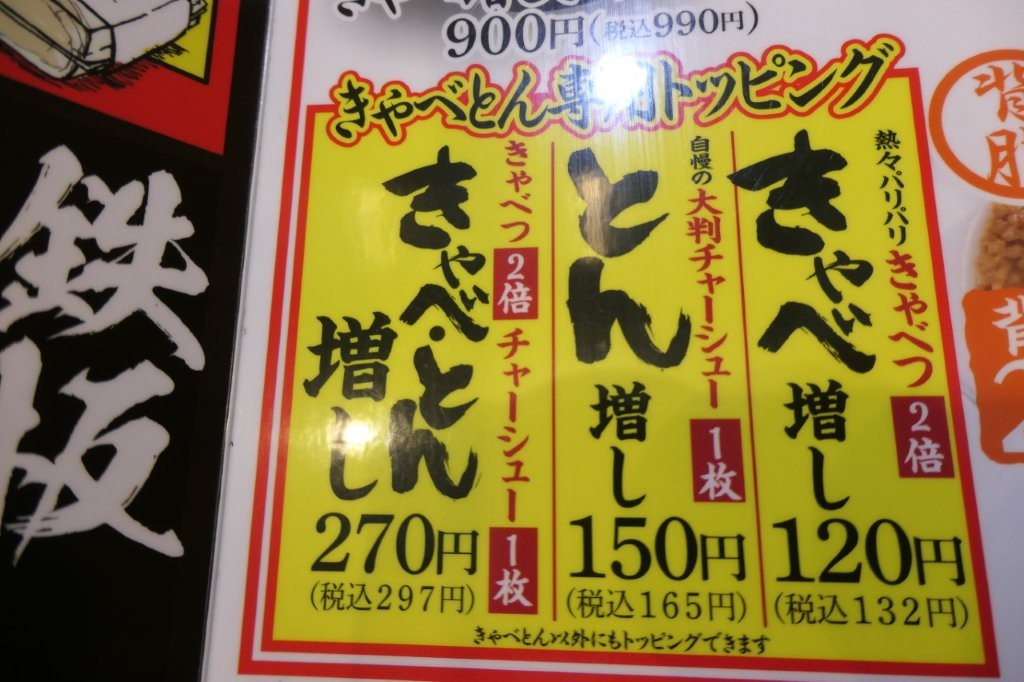 900円(税込990円)
きゃべとん専用トッピング
熱々パリパリきゃべつ2倍
きゃべ増し
120円
(税込132円)
自慢の大判チャーシュー1枚
とん増し
150円
(税込165円)
きゃべつ2倍チャーシュー1枚
きゃべ・とん増し
270円
(税込297円)
きゃべとん以外にもトッピングできます
鉄板
背
背